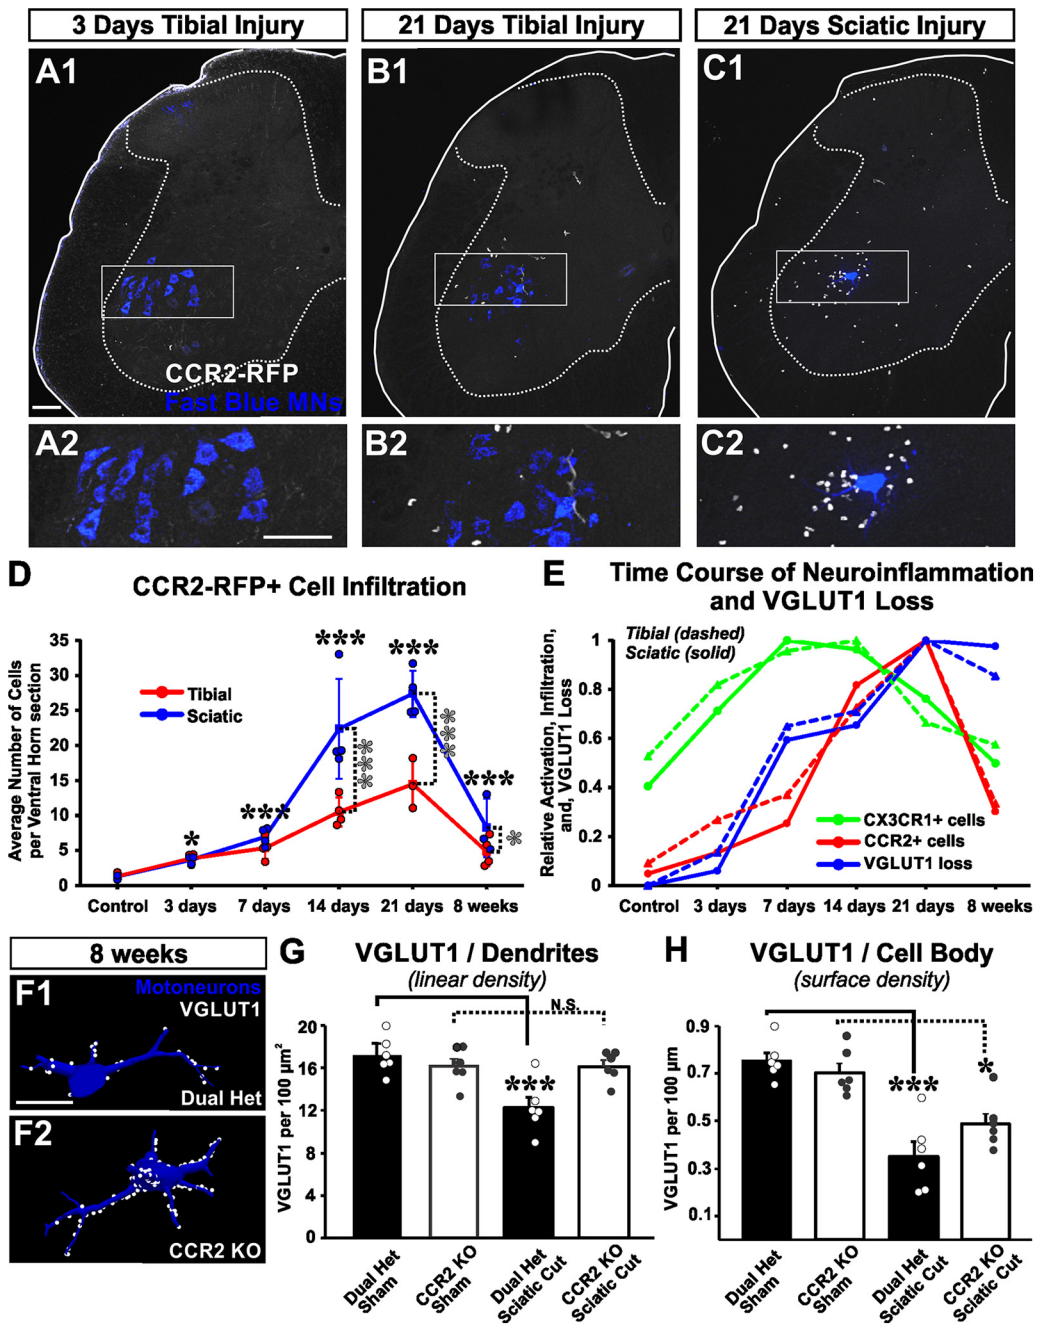 3 Days Tibial Injury
21 Days Tibial Injury
21 Days Sciatic Injury
A1
B1
C1
CCR2-RFP
Fast Blue MNs
A2
B2
C2
D
CCR2-RFP+ Cell Infiltration
Average Number of Cells
per Ventral Horn section
35
30
25
20
15
10
5
0
Tibial
Sciatic
***
***
*
***
***
***
***
*
Control
3 days
7 days
14 days
21 days
8 weeks
E
Time Course of Neuroinflammation
and VGLUT1 Loss
Tibial (dashed)
Sciatic (solid)
Relative Activation, Infiltration,
and, VGLUT1 Loss
1
0.8
0.6
0.4
0.2
0
CX3CR1+ cells
CCR2+ cells
VGLUT1 loss
Control
3 days
7 days
14 days
21 days
8 weeks
8 weeks
F1
Motoneurons
VGLUT1
Dual Het
F2
CCR2 KO
G
VGLUT1 / Dendrites
(linear density)
N.S.
VGLUT1 per 100 µm²
20
16
12
8
4
0
***
Dual Het
Sham
CCR2 KO
Sham
Dual Het
Sciatic Cut
CCR2 KO
Sciatic Cut
H
VGLUT1 / Cell Body
(surface density)
VGLUT1 per 100 µm
0.9
0.7
0.5
0.3
0.1
***
*
Dual Het
Sham
CCR2 KO
Sham
Dual Het
Sciatic Cut
CCR2 KO
Sciatic Cut